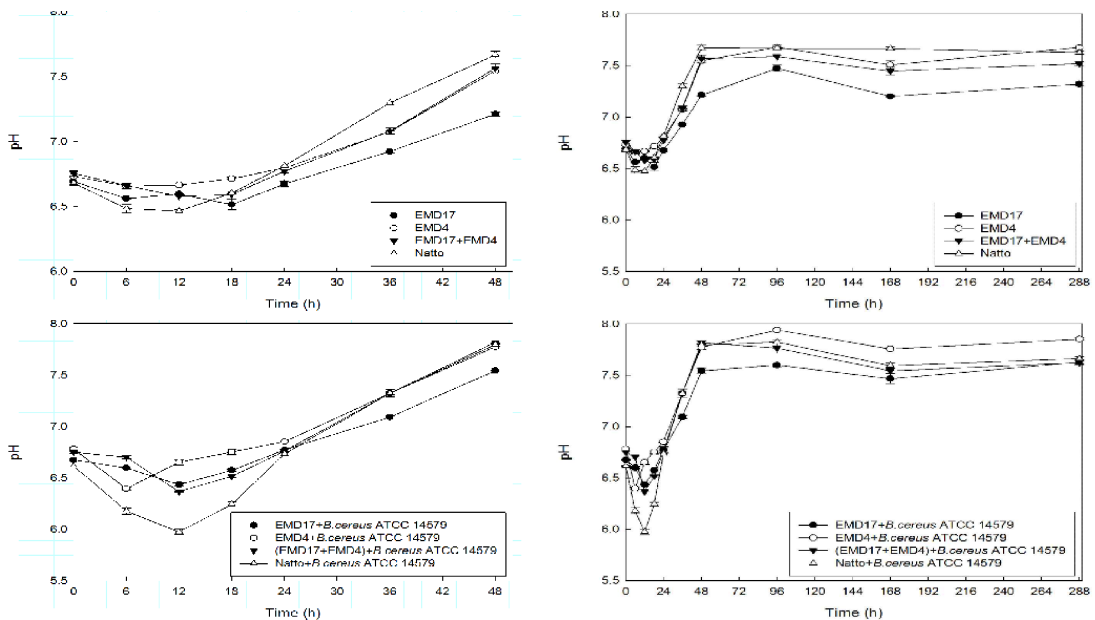 8.0
7.5
7.0
6.5
6.0
pH
0 6 12 18 24 30 36 42 48
Time (h)
EMD17
EMD4
EMD17+EMD4
Natto
8.0
7.5
7.0
6.5
6.0
5.5
pH
0 24 48 72 96 120 144 168 192 216 240 264 288
Time (h)
EMD17
EMD4
EMD17+EMD4
Natto
8.0
7.5
7.0
6.5
6.0
5.5
pH
0 6 12 18 24 30 36 42 48
Time (h)
EMD17+B.cereus ATCC 14579
EMD4+B.cereus ATCC 14579
(EMD17+EMD4)+B.cereus ATCC 14579
Natto+B.cereus ATCC 14579
8.0
7.5
7.0
6.5
6.0
5.5
pH
0 24 48 72 96 120 144 168 192 216 240 264 288
Time (h)
EMD17+B.cereus ATCC 14579
EMD4+B.cereus ATCC 14579
(EMD17+EMD4)+B.cereus ATCC 14579
Natto+B.cereus ATCC 14579